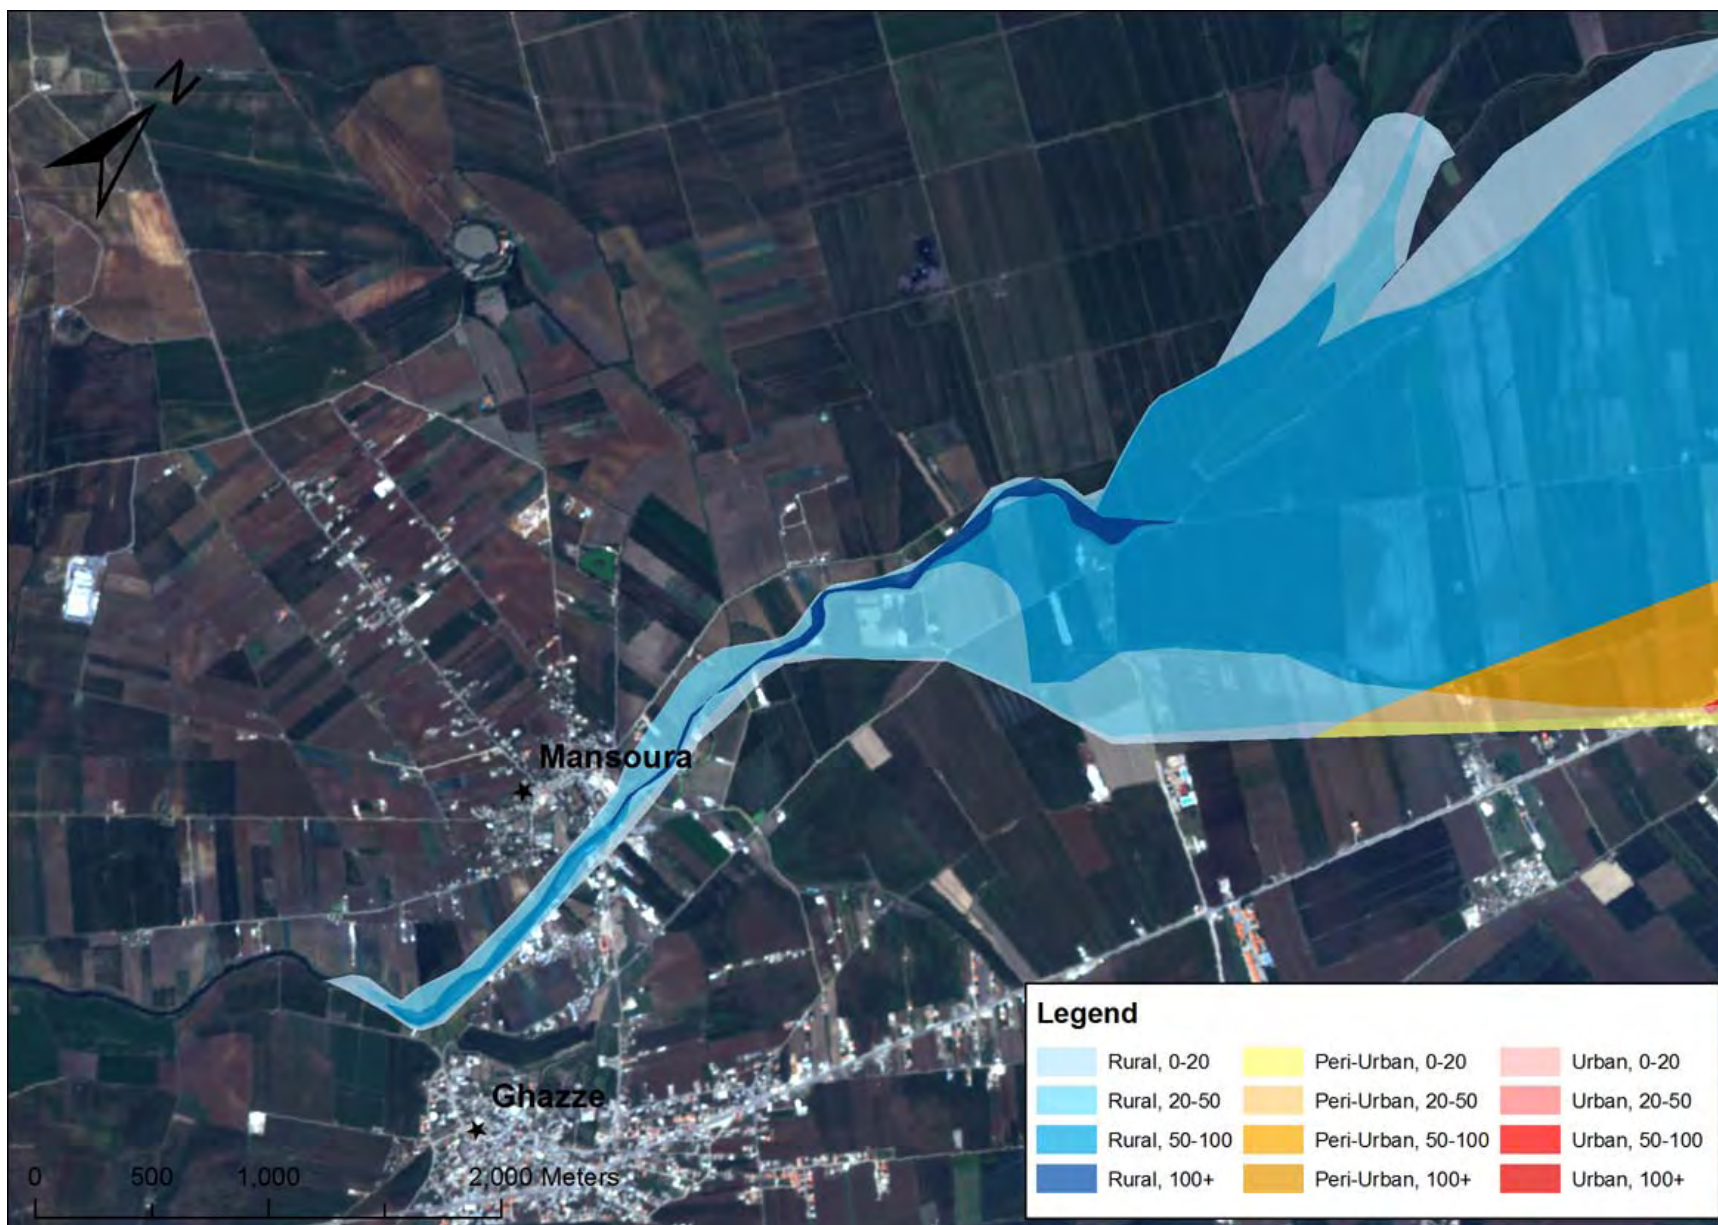 N
Mansoura
Ghazze
0 500 1,000 2,000 Meters
Legend
Rural, 0-20 Peri-Urban, 0-20 Urban, 0-20
Rural, 20-50 Peri-Urban, 20-50 Urban, 20-50
Rural, 50-100 Peri-Urban, 50-100 Urban, 50-100
Rural, 100+ Peri-Urban, 100+ Urban, 100+